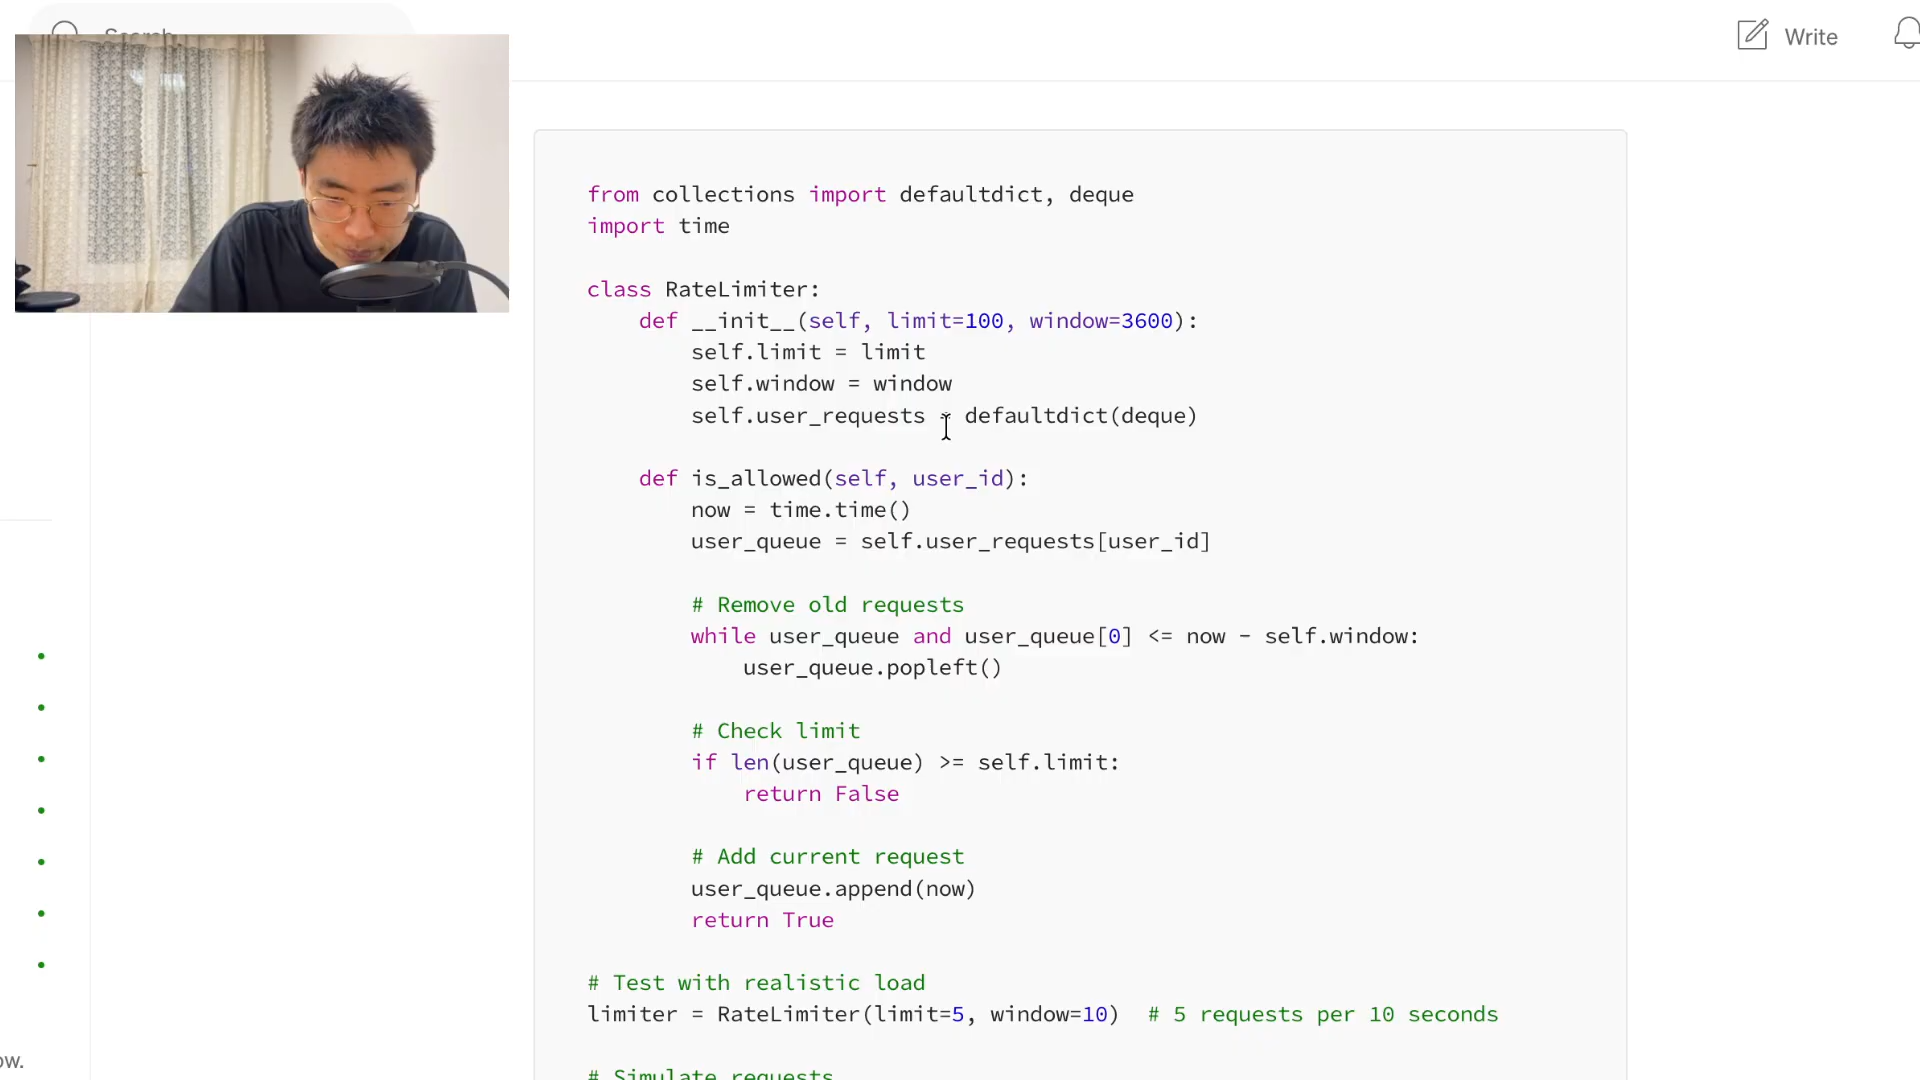 Search
Write
from collections import defaultdict, deque
import time
class RateLimiter:
def __init__(self, limit=100, window=3600):
self.limit = limit
self.window = window
self.user_requests = defaultdict(deque)
def is_allowed(self, user_id):
now = time.time()
user_queue = self.user_requests[user_id]
# Remove old requests
while user_queue and user_queue[0] <= now - self.window:
user_queue.popleft()
# Check limit
if len(user_queue) >= self.limit:
return False
# Add current request
user_queue.append(now)
return True
# Test with realistic load
limiter = RateLimiter(limit=5, window=10)  # 5 requests per 10 seconds
ow.
# Simulate requests